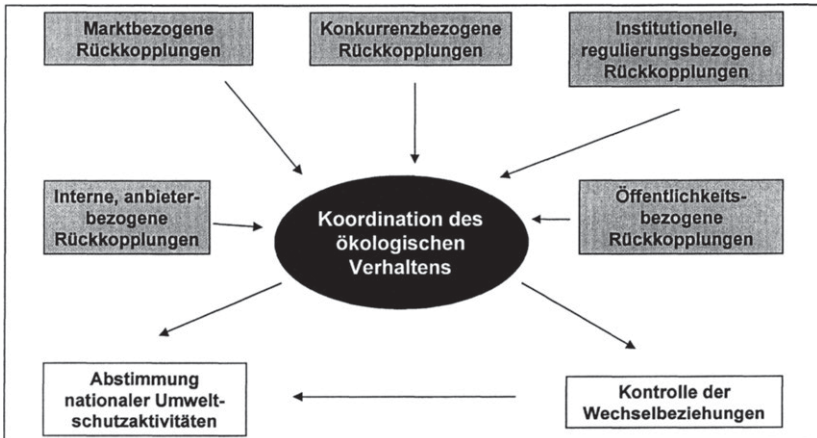 Marktbezogene
Rückkopplungen
Konkurrenzbezogene
Rückkopplungen
Institutionelle,
regulierungsbezogene
Rückkopplungen
Interne, anbieter-
bezogene
Rückkopplungen
Koordination des
ökologischen
Verhaltens
Öffentlichkeits-
bezogene
Rückkopplungen
Abstimmung
nationaler Umwelt-
schutzaktivitäten
Kontrolle der
Wechselbeziehungen